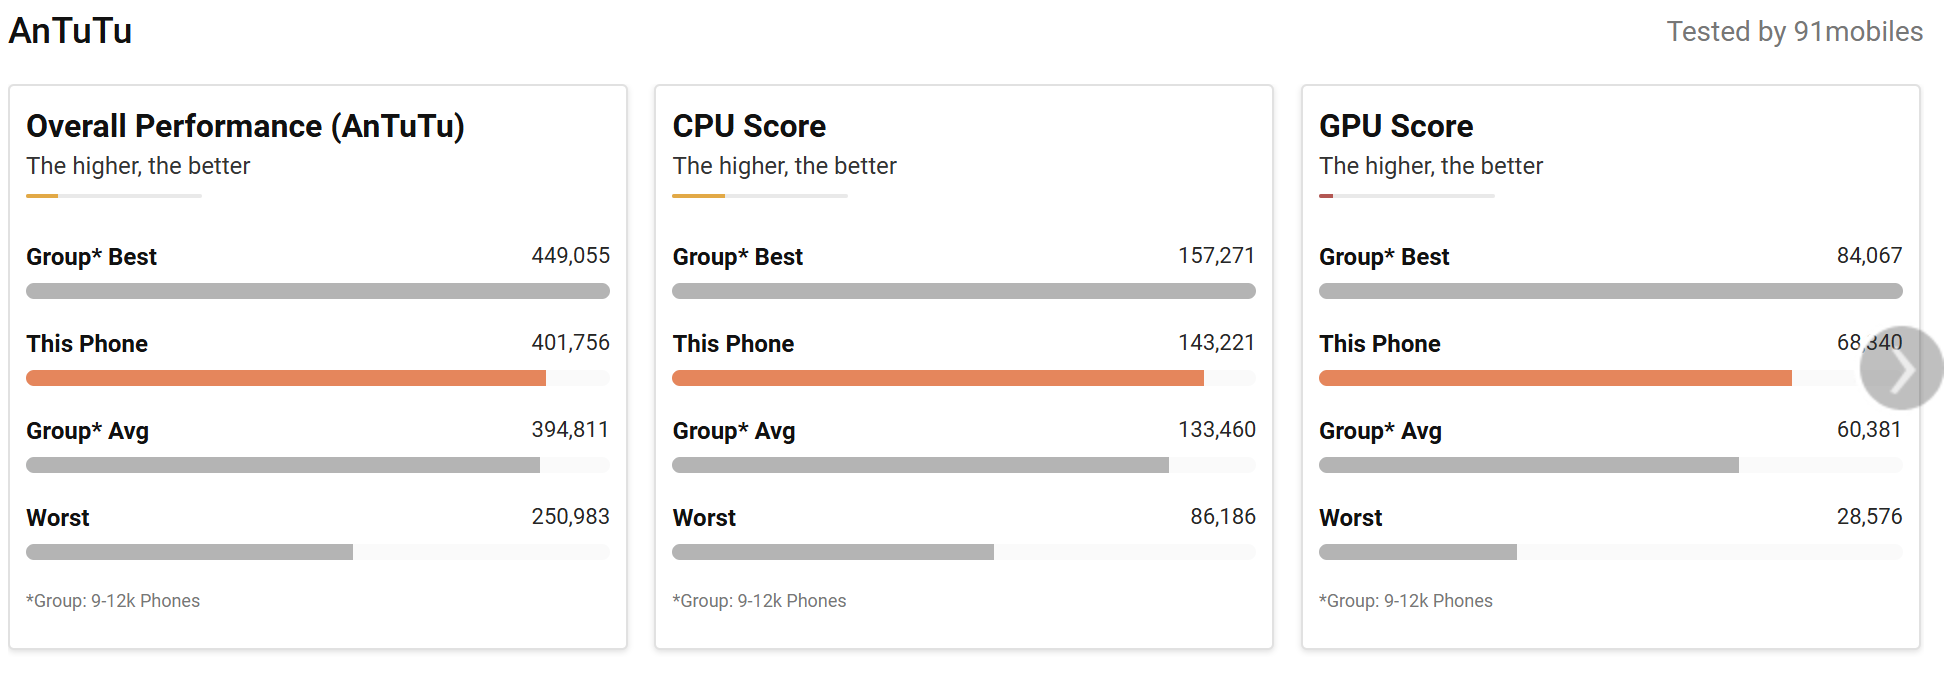 AnTuTu
Tested by 91mobiles
Overall Performance (AnTuTu)
The higher, the better
Group* Best 449,055
This Phone 401,756
Group* Avg 394,811
Worst 250,983
*Group: 9-12k Phones
CPU Score
The higher, the better
Group* Best 157,271
This Phone 143,221
Group* Avg 133,460
Worst 86,186
*Group: 9-12k Phones
GPU Score
The higher, the better
Group* Best 84,067
This Phone 68,340
Group* Avg 60,381
Worst 28,576
*Group: 9-12k Phones